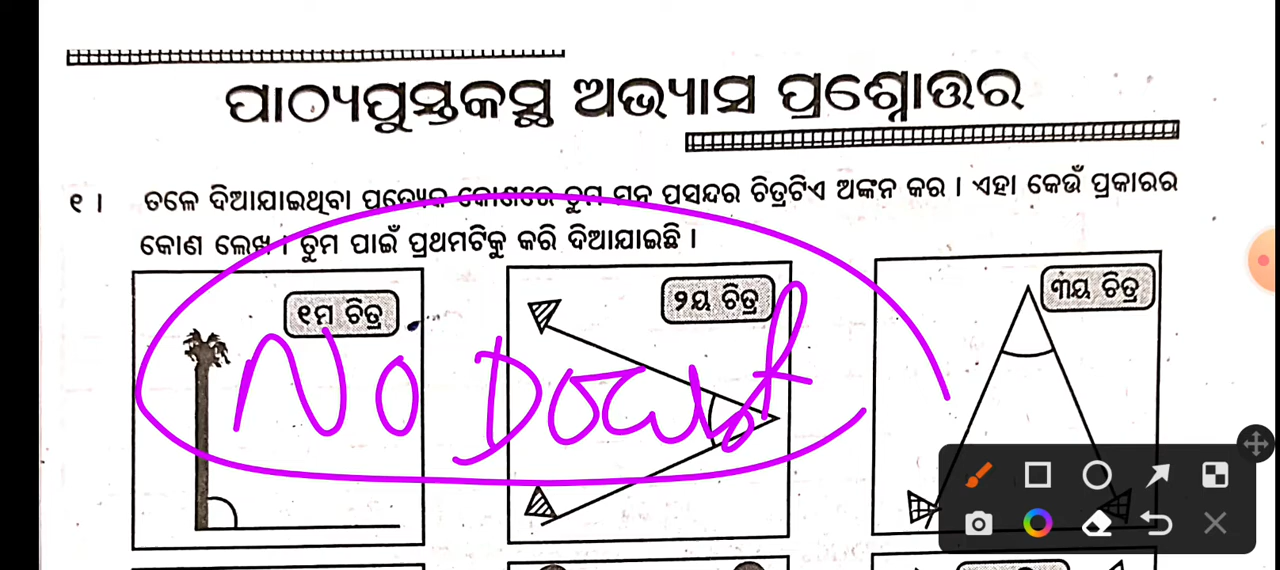 ପାଠ୍ୟପୁସ୍ତକସ୍ଥ ଅଭ୍ୟାସ ପ୍ରଶ୍ନୋତ୍ତର
୧ । ତଳେ ଦିଆଯାଇଥିବା ପ୍ରତ୍ୟେକ କୋଣରେ ତୁମ ମନ ପସନ୍ଦର ଚିତ୍ରଟିଏ ଅଙ୍କନ କର । ଏହା କେଉଁ ପ୍ରକାରର
କୋଣ ଲେଖ । ତୁମ ପାଇଁ ପ୍ରଥମଟିକୁ କରି ଦିଆଯାଇଛି ।
୧ମ ଚିତ୍ର ୨ୟ ଚିତ୍ର ୩ୟ ଚିତ୍ର
No